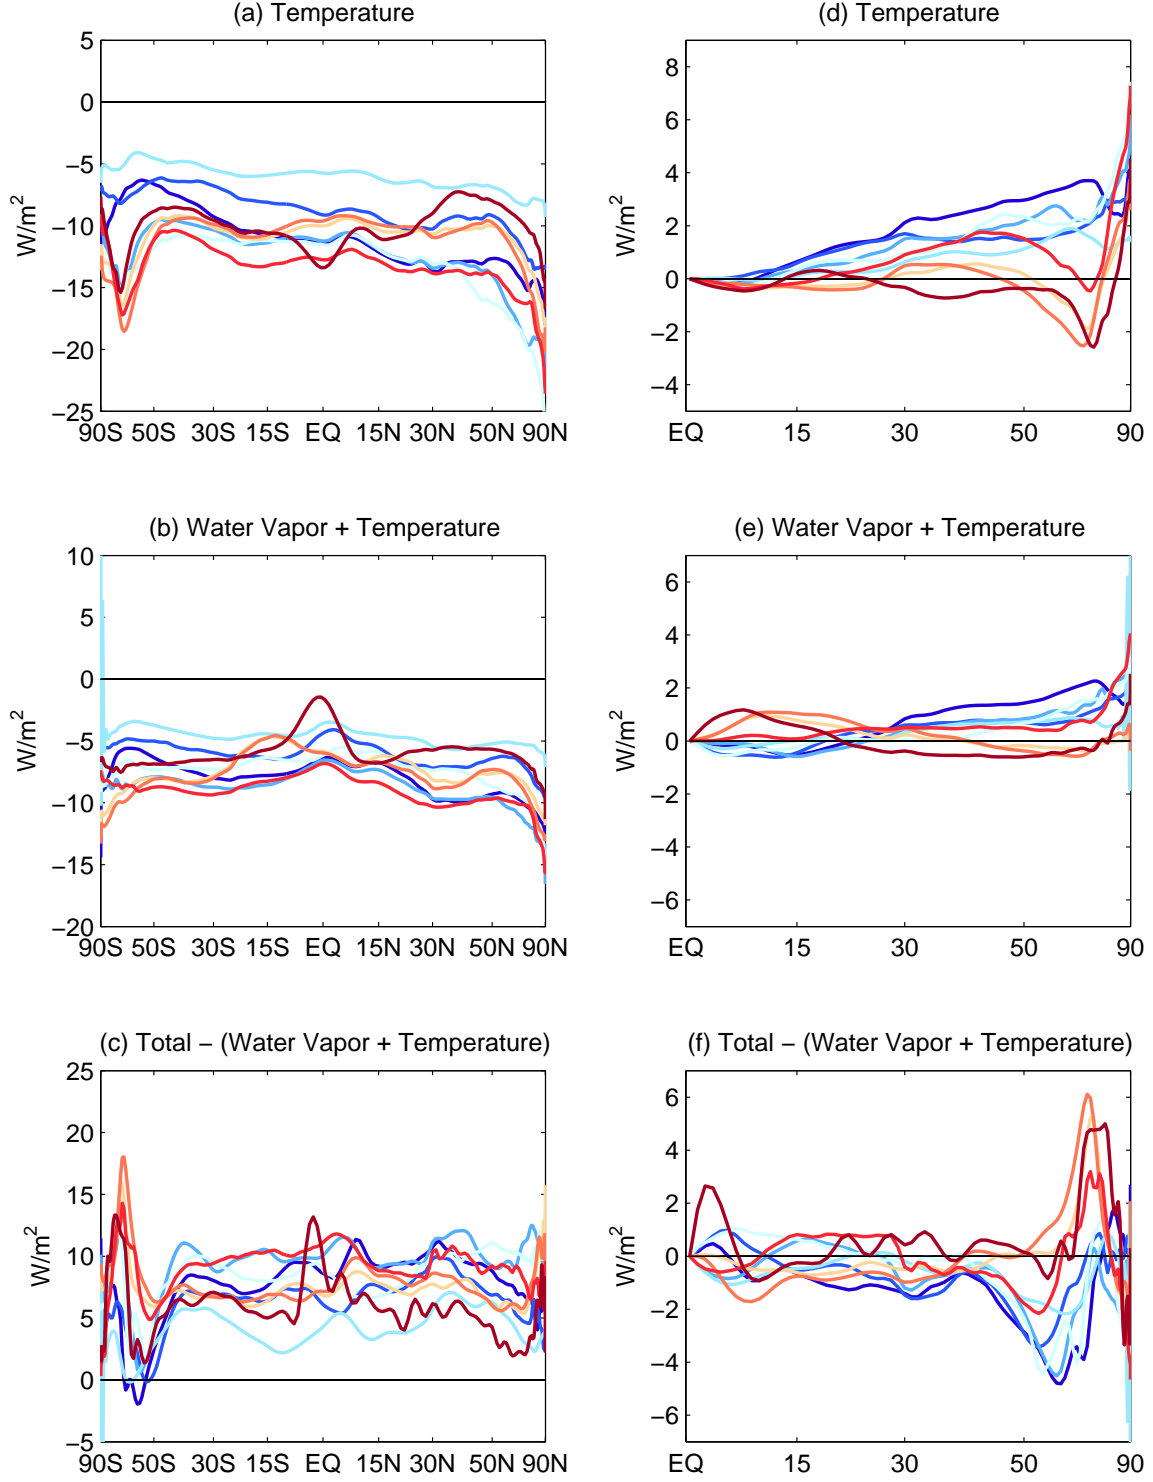 (a) Temperature
5
0
−5
−10
−15
−20
−25
W/m²
90S 50S 30S 15S EQ 15N 30N 50N 90N
(d) Temperature
8
6
4
2
0
−2
−4
W/m²
EQ 15 30 50 90
(b) Water Vapor + Temperature
10
5
0
−5
−10
−15
−20
W/m²
90S 50S 30S 15S EQ 15N 30N 50N 90N
(e) Water Vapor + Temperature
6
4
2
0
−2
−4
−6
W/m²
EQ 15 30 50 90
(c) Total − (Water Vapor + Temperature)
25
20
15
10
5
0
−5
W/m²
90S 50S 30S 15S EQ 15N 30N 50N 90N
(f) Total − (Water Vapor + Temperature)
6
4
2
0
−2
−4
−6
W/m²
EQ 15 30 50 90